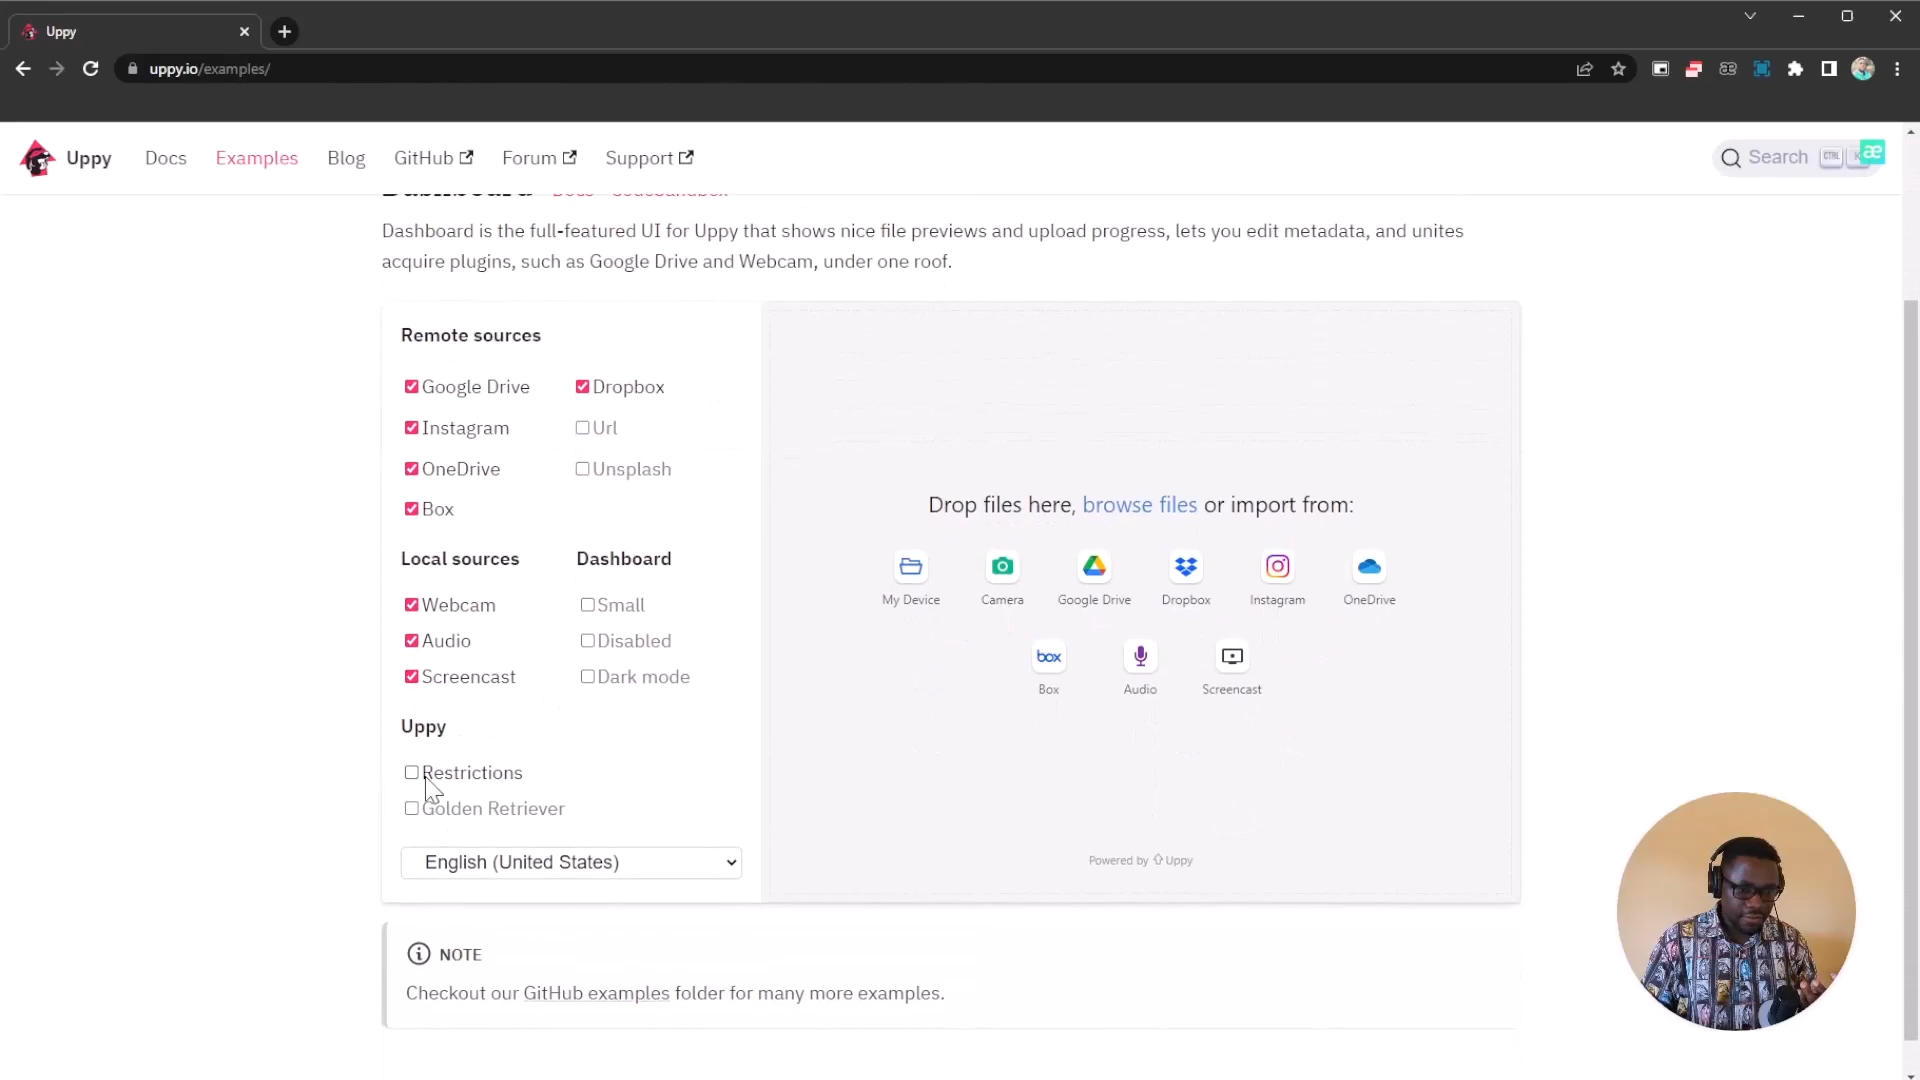 Uppy
uppy.io/examples/
Uppy Docs Examples Blog GitHub Forum Support Search CTRL K
Dashboard Docs CodeSandbox
Dashboard is the full-featured UI for Uppy that shows nice file previews and upload progress, lets you edit metadata, and unites
acquire plugins, such as Google Drive and Webcam, under one roof.
Remote sources
Google Drive Dropbox
Instagram Url
OneDrive Unsplash
Box
Local sources Dashboard
Webcam Small
Audio Disabled
Screencast Dark mode
Uppy
Restrictions
Golden Retriever
English (United States)
Drop files here, browse files or import from:
My Device Camera Google Drive Dropbox Instagram OneDrive
box
Box Audio Screencast
Powered by Uppy
NOTE
Checkout our GitHub examples folder for many more examples.